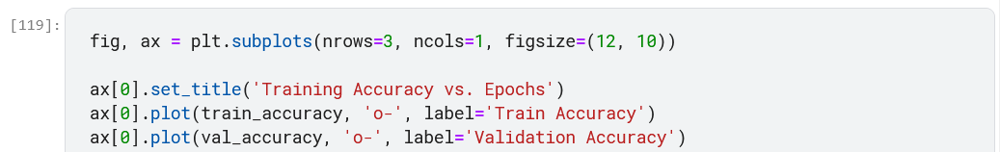 [119]:
fig, ax = plt.subplots(nrows=3, ncols=1, figsize=(12, 10))
ax[0].set_title('Training Accuracy vs. Epochs')
ax[0].plot(train_accuracy, 'o-', label='Train Accuracy')
ax[0].plot(val_accuracy, 'o-', label='Validation Accuracy')